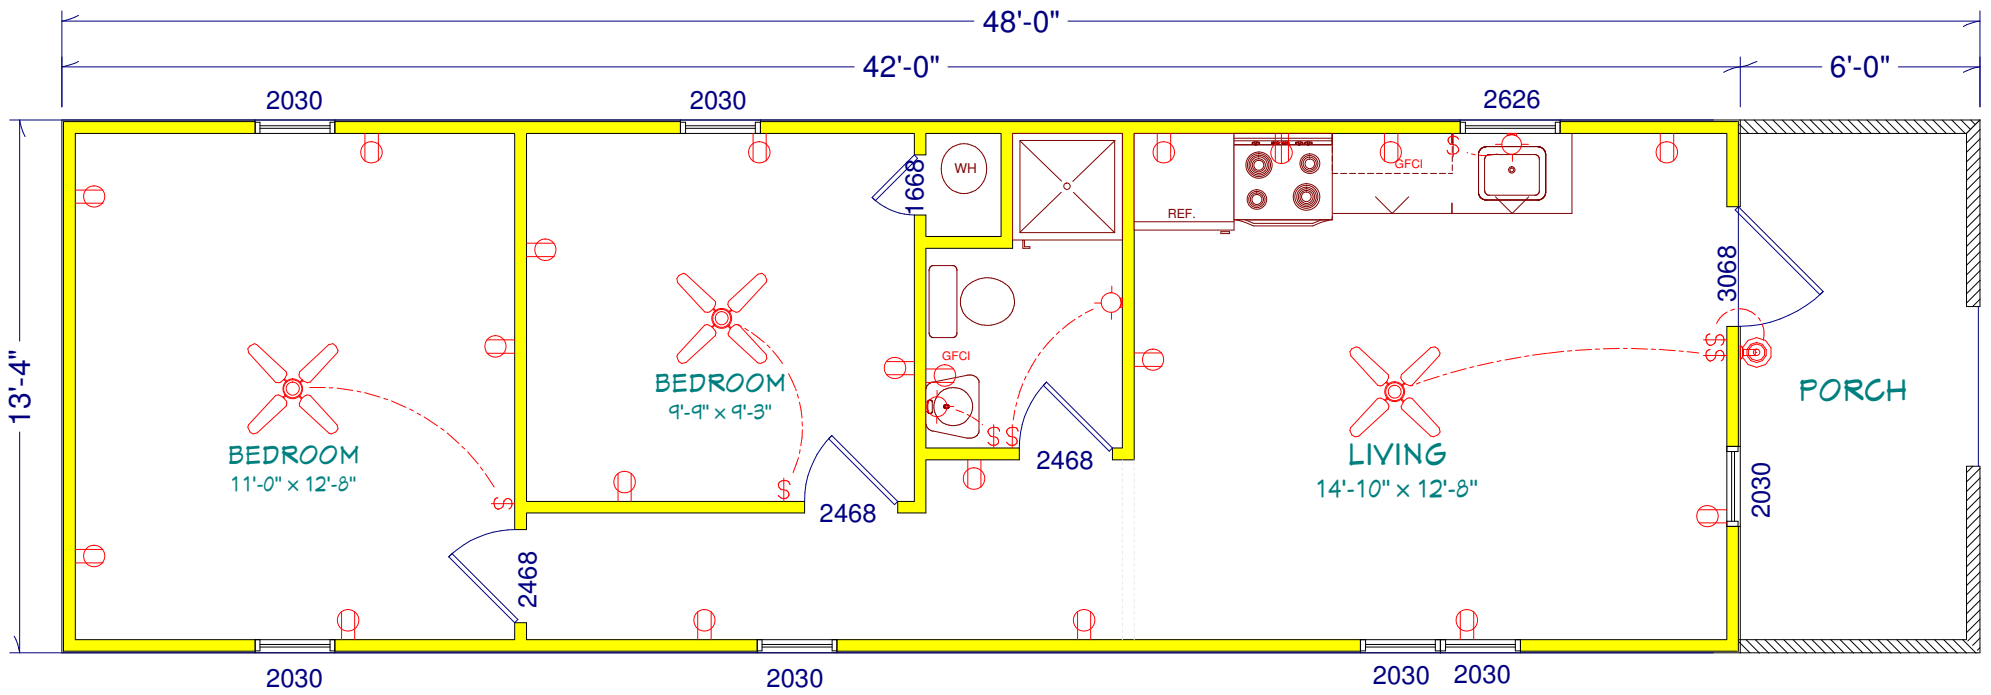 48'-0"
42'-0"
6'-0"
2030
2030
2626
13'-4"
1668
WH
GFCI
$
REF.
3068
GFCI
$
$
BEDROOM
9'-9" x 9'-3"
PORCH
BEDROOM
11'-0" x 12'-8"
$
$
$ $
2468
LIVING
14'-10" x 12'-8"
2030
2468
2468
2030
2030
2030
2030